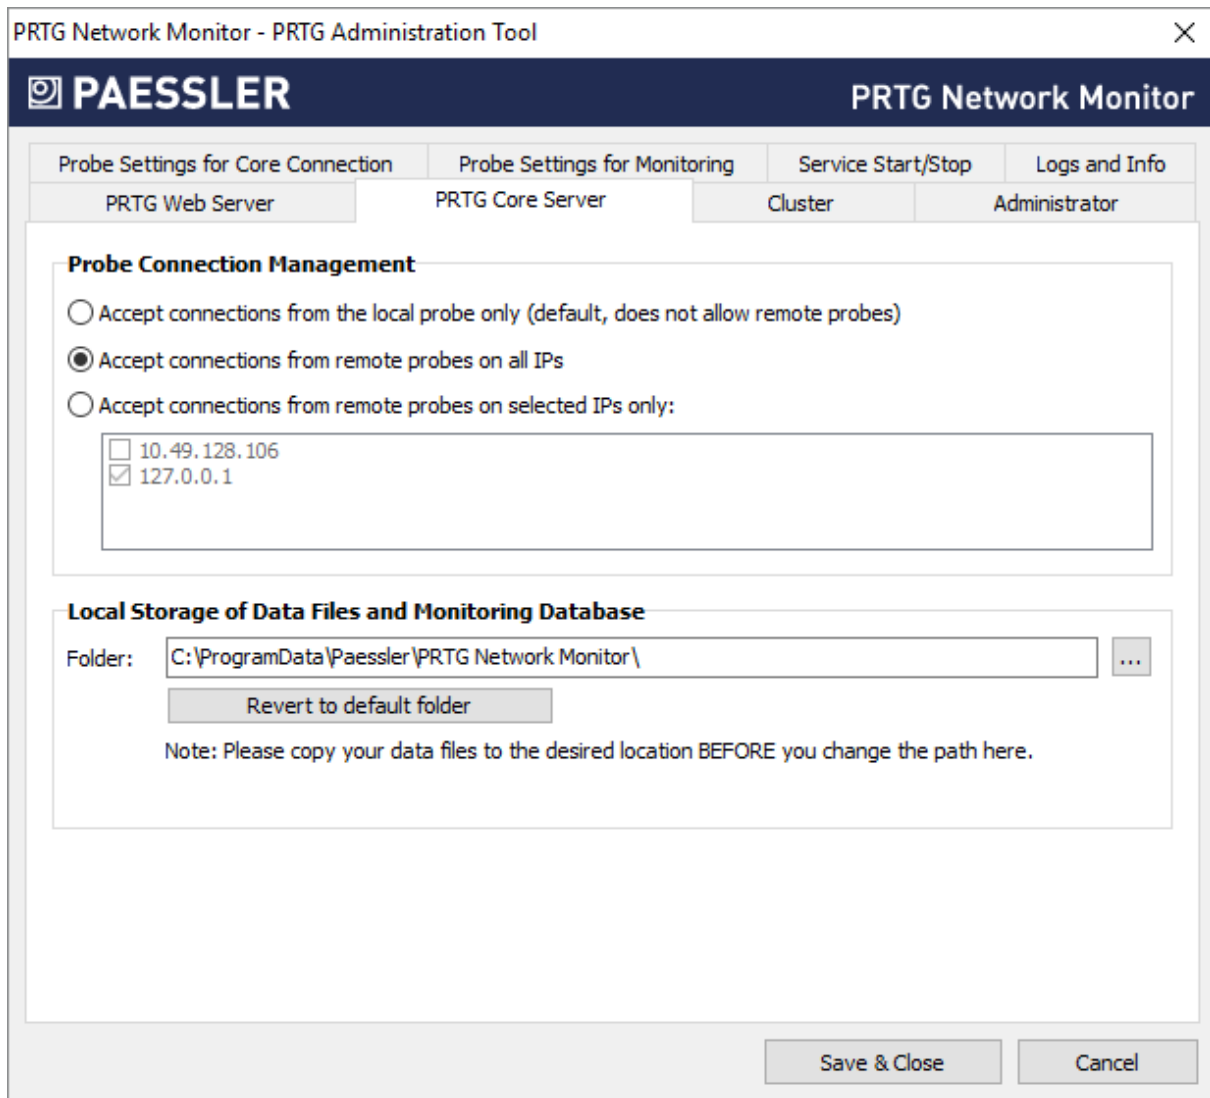 PRTG Network Monitor - PRTG Administration Tool
PAESSLER
PRTG Network Monitor
Probe Settings for Core Connection
Probe Settings for Monitoring
Service Start/Stop
Logs and Info
PRTG Web Server
PRTG Core Server
Cluster
Administrator
Probe Connection Management
Accept connections from the local probe only (default, does not allow remote probes)
Accept connections from remote probes on all IPs
Accept connections from remote probes on selected IPs only:
10.49.128.106
127.0.0.1
Local Storage of Data Files and Monitoring Database
Folder:
C:\ProgramData\Paessler\PRTG Network Monitor\
...
Revert to default folder
Note: Please copy your data files to the desired location BEFORE you change the path here.
Save & Close
Cancel